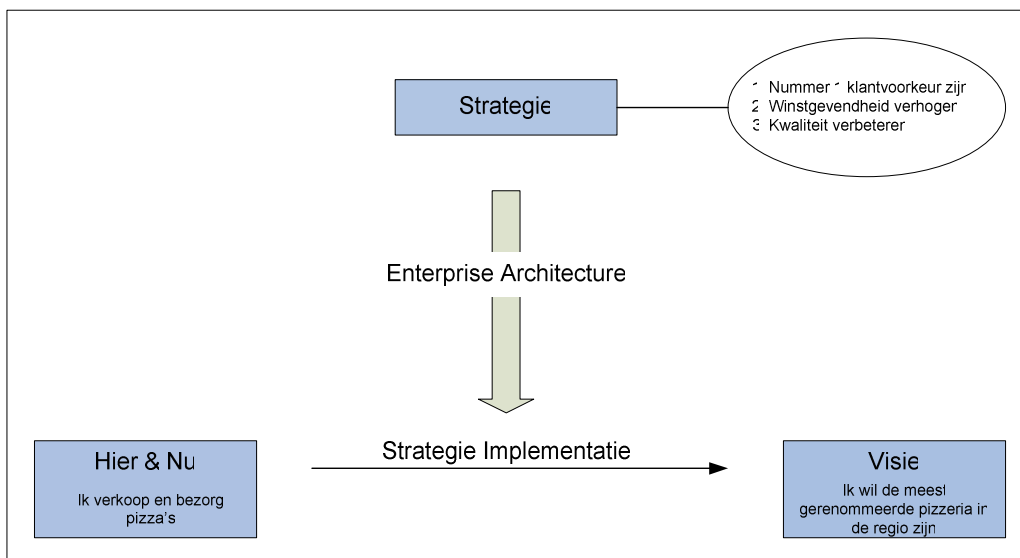 Strategie
1 Nummer 1 klantvoorkeur zijn
2 Winstgevendheid verhogen
3 Kwaliteit verbeteren
Enterprise Architecture
Strategie Implementatie
Hier & Nu
Ik verkoop en bezorg
pizza's
Visie
Ik wil de meest
gerenommeerde pizzeria in
de regio zijn